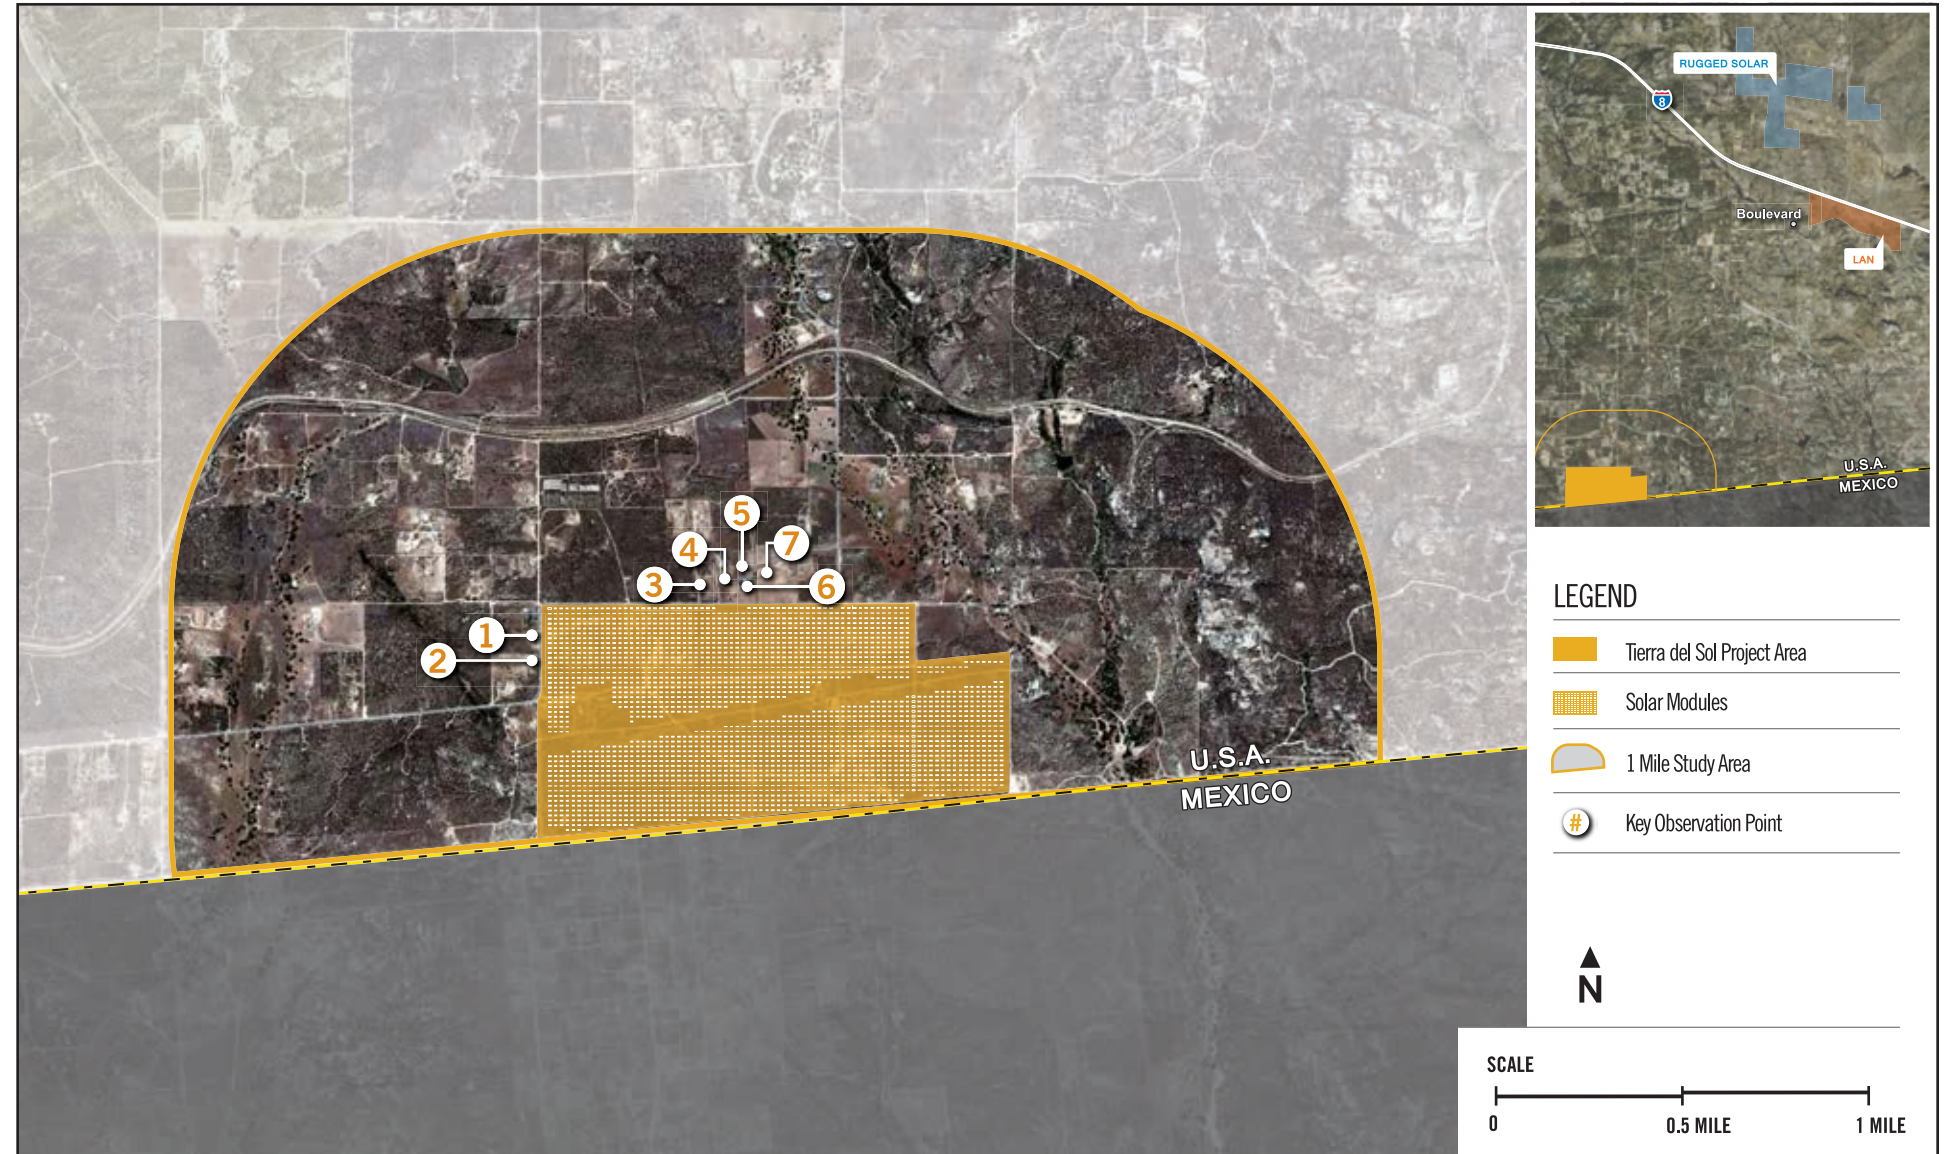 RUGGED SOLAR
8
Boulevard
LAN
U.S.A.
MEXICO
5
4
7
3
6
1
2
U.S.A.
MEXICO
LEGEND
Tierra del Sol Project Area
Solar Modules
1 Mile Study Area
# Key Observation Point
N
SCALE
0 0.5 MILE 1 MILE